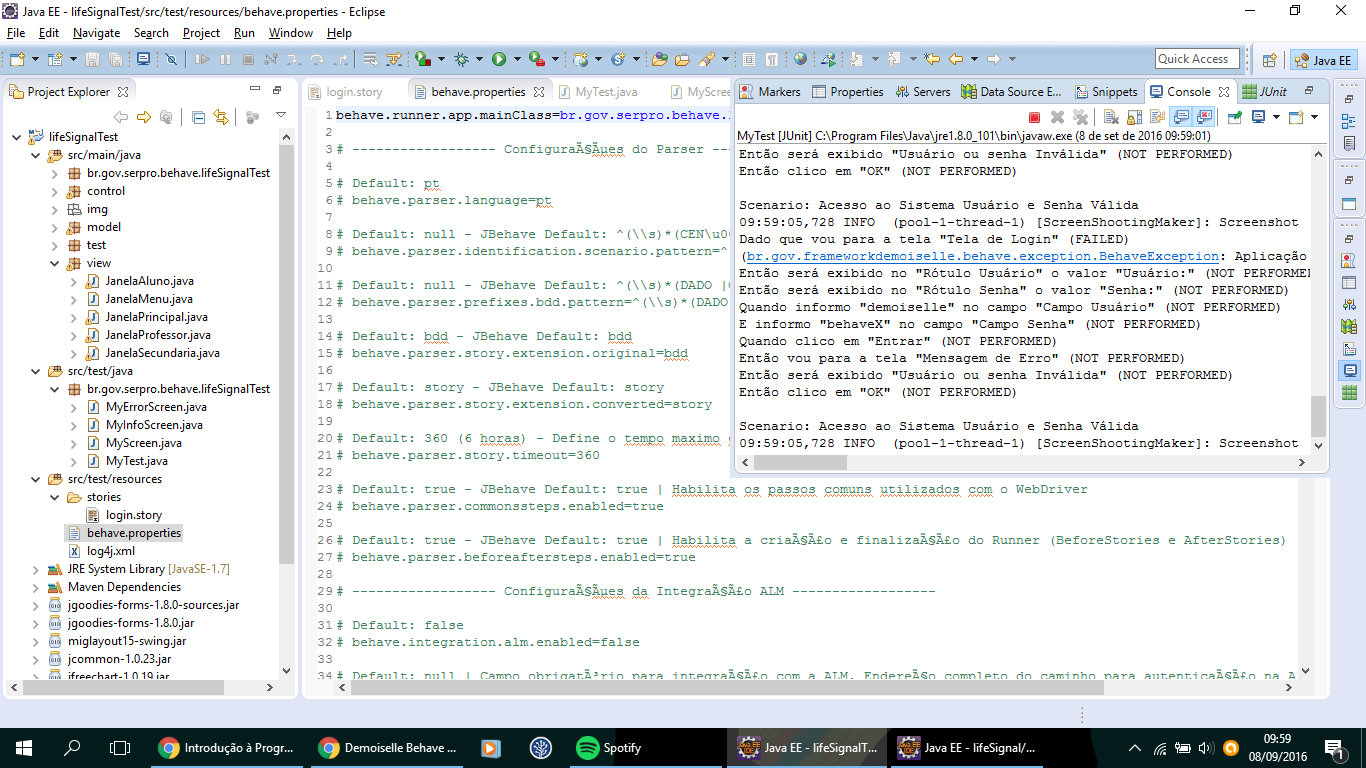 Java EE - lifeSignalTest/src/test/resources/behave.properties - Eclipse
File Edit Navigate Search Project Run Window Help
Quick Access
Java EE
Project Explorer
lifeSignalTest
src/main/java
br.gov.serpro.behave.lifeSignalTest
control
img
model
test
view
JanelaAluno.java
JanelaMenu.java
JanelaPrincipal.java
JanelaProfessor.java
JanelaSecundaria.java
src/test/java
br.gov.serpro.behave.lifeSignalTest
MyErrorScreen.java
MyInfoScreen.java
MyScreen.java
MyTest.java
src/test/resources
stories
login.story
behave.properties
log4j.xml
JRE System Library [JavaSE-1.7]
Maven Dependencies
jgoodies-forms-1.8.0-sources.jar
jgoodies-forms-1.8.0.jar
miglayout15-swing.jar
jcommon-1.0.23.jar
jfreechart-1.0.19.jar
login.story behave.properties MyTest.java MyScree
1 behave.runner.app.mainClass=br.gov.serpro.behave.
2
3 # ------------------ ConfiguraÃ§Ãµes do Parser --
4
5 # Default: pt
6 # behave.parser.language=pt
7
8 # Default: null - JBehave Default: ^(\\s)*(CEN\u00
9 # behave.parser.identification.scenario.pattern=^
10
11 # Default: null - JBehave Default: ^(\\s)*(DADO |
12 # behave.parser.prefixes.bdd.pattern=^(\\s)*(DADO
13
14 # Default: bdd - JBehave Default: bdd
15 # behave.parser.story.extension.original=bdd
16
17 # Default: story - JBehave Default: story
18 # behave.parser.story.extension.converted=story
19
20 # Default: 360 (6 horas) - Define o tempo maximo
21 # behave.parser.story.timeout=360
22
23 # Default: true - JBehave Default: true | Habilita os passos comuns utilizados com o WebDriver
24 # behave.parser.commonssteps.enabled=true
25
26 # Default: true - JBehave Default: true | Habilita a criaÃ§Ã£o e finalizaÃ§Ã£o do Runner (BeforeStories e AfterStories)
27 # behave.parser.beforeaftersteps.enabled=true
28
29 # ------------------ ConfiguraÃ§Ãµes da IntegraÃ§Ã£o ALM ------------------
30
31 # Default: false
32 # behave.integration.alm.enabled=false
33
34 # Default: null | Campo obrigatÃ³rio para integraÃ§Ã£o com a ALM. EndereÃ§o completo do caminho para autenticaÃ§Ã£o na A
Markers Properties Servers Data Source E... Snippets Console JUnit
MyTest [JUnit] C:\Program Files\Java\jre1.8.0_101\bin\javaw.exe (8 de set de 2016 09:59:01)
Então será exibido "Usuário ou senha Inválida" (NOT PERFORMED)
Então clico em "OK" (NOT PERFORMED)
Scenario: Acesso ao Sistema Usuário e Senha Válida
09:59:05,728 INFO (pool-1-thread-1) [ScreenShootingMaker]: Screenshot
Dado que vou para a tela "Tela de Login" (FAILED)
(br.gov.frameworkdemoiselle.behave.exception.BehaveException: Aplicação
Então será exibido no "Rótulo Usuário" o valor "Usuário:" (NOT PERFORME
Então será exibido no "Rótulo Senha" o valor "Senha:" (NOT PERFORMED)
Quando informo "demoiselle" no campo "Campo Usuário" (NOT PERFORMED)
E informo "behaveX" no campo "Campo Senha" (NOT PERFORMED)
Quando clico em "Entrar" (NOT PERFORMED)
Então vou para a tela "Mensagem de Erro" (NOT PERFORMED)
Então será exibido "Usuário ou senha Inválida" (NOT PERFORMED)
Então clico em "OK" (NOT PERFORMED)
Scenario: Acesso ao Sistema Usuário e Senha Válida
09:59:05,728 INFO (pool-1-thread-1) [ScreenShootingMaker]: Screenshot
Introdução à Progr... Demoiselle Behave ... Spotify Java EE - lifeSignalT... Java EE - lifeSignal/...
09:59
08/09/2016
1